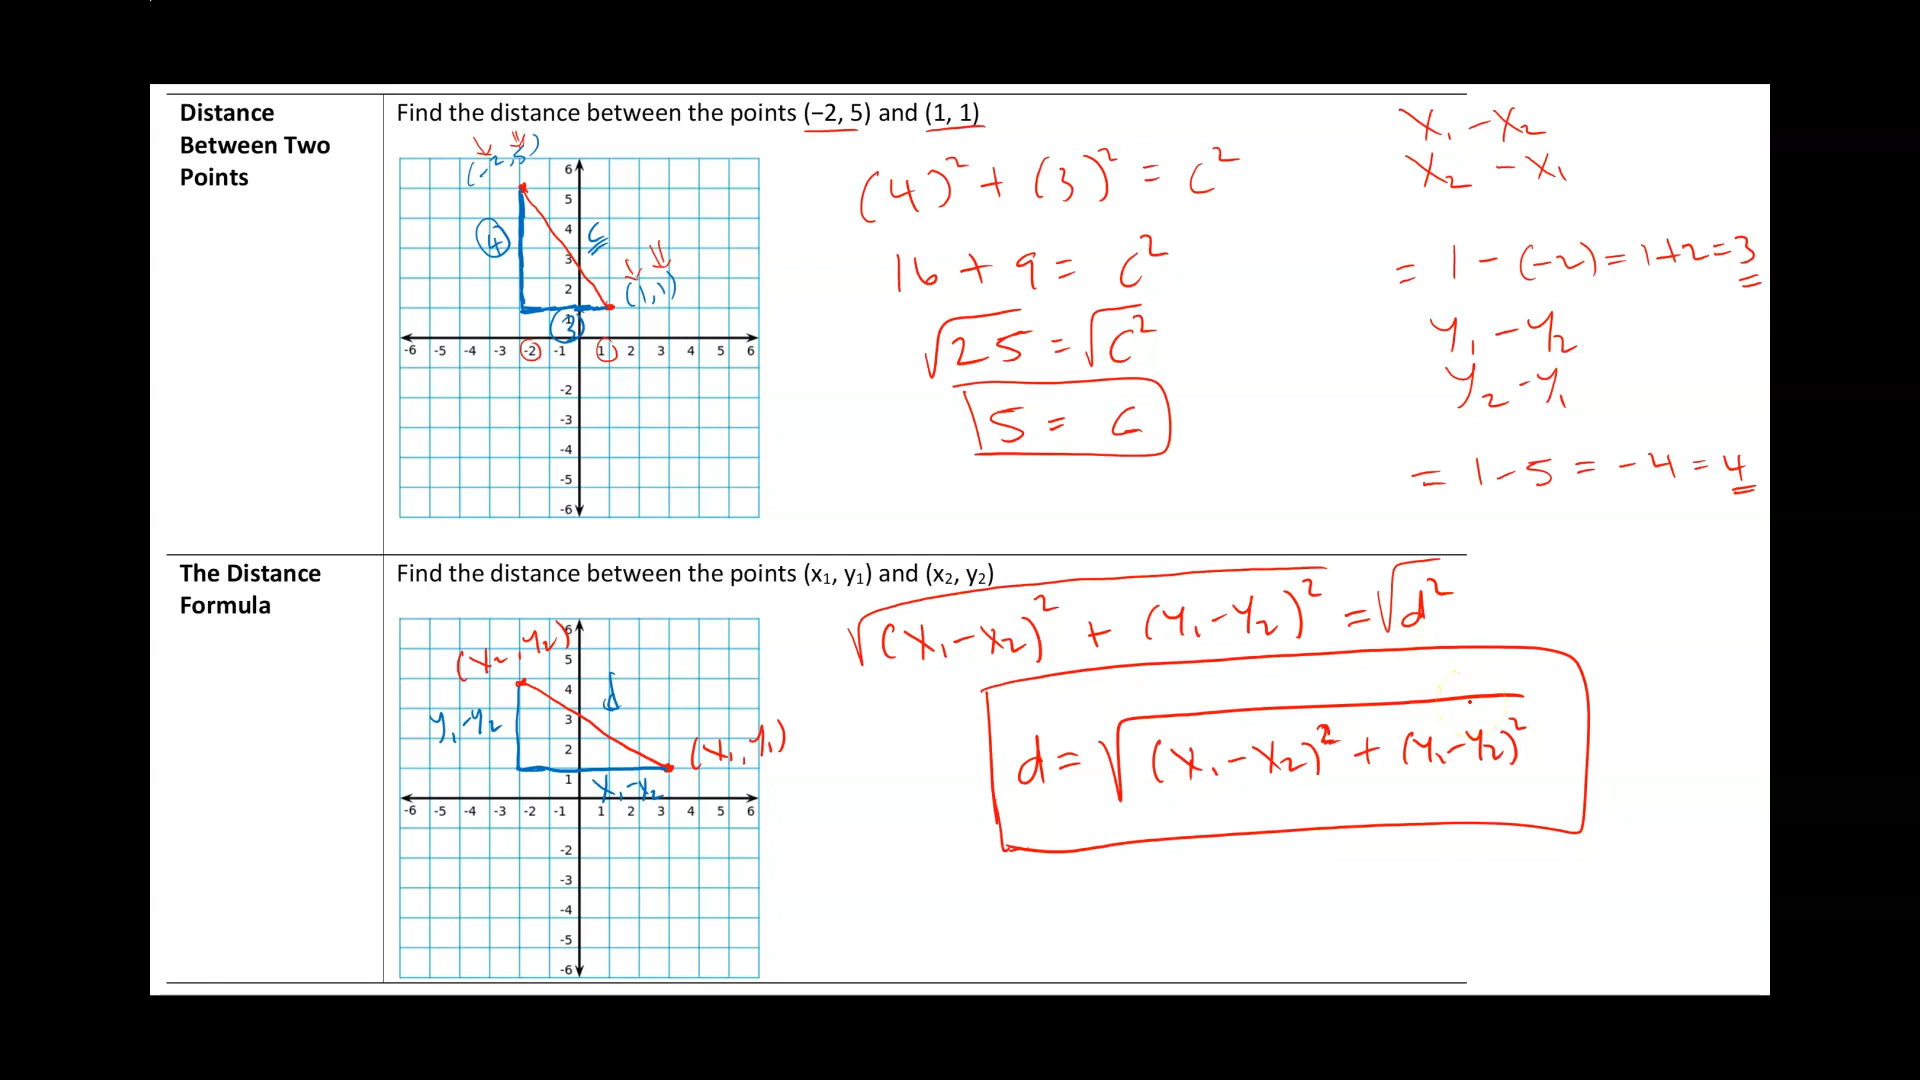 Distance Between Two Points
Find the distance between the points (−2, 5) and (1, 1)
(-2,5)
4
c
(1,1)
3
6
5
4
3
2
1
-6 -5 -4 -3 -2 -1 1 2 3 4 5 6
-2
-3
-4
-5
-6
(4)² + (3)² = c²
16 + 9 = c²
√25 = √c²
5 = c
x₁ - x₂
x₂ - x₁
= 1 - (-2) = 1+2 = 3
y₁ - y₂
y₂ - y₁
= 1 - 5 = -4 = 4
The Distance Formula
Find the distance between the points (x₁, y₁) and (x₂, y₂)
(x₂, y₂)
d
y₁-y₂
(x₁, y₁)
x₁-x₂
6
5
4
3
2
1
-6 -5 -4 -3 -2 -1 1 2 3 4 5 6
-2
-3
-4
-5
-6
√(x₁-x₂)² + (y₁-y₂)² = √d²
d = √(x₁-x₂)² + (y₁-y₂)²